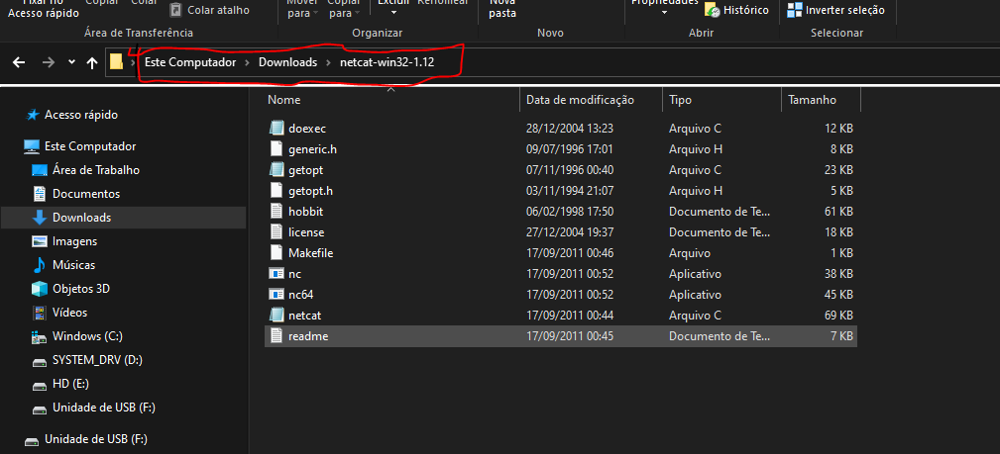 Fixar no Copiar Colar Mover Copiar Excluir Renomear Nova Propriedades
Acesso rápido Colar atalho para para pasta Histórico Inverter seleção
Área de Transferência Organizar Novo Abrir Selecionar
Este Computador Downloads netcat-win32-1.12
Nome Data de modificação Tipo Tamanho
Acesso rápido
Este Computador
Área de Trabalho
Documentos
Downloads
Imagens
Músicas
Objetos 3D
Vídeos
Windows (C:)
SYSTEM_DRV (D:)
HD (E:)
Unidade de USB (F:)
Unidade de USB (F:)
doexec 28/12/2004 13:23 Arquivo C 12 KB
generic.h 09/07/1996 17:01 Arquivo H 8 KB
getopt 07/11/1996 00:40 Arquivo C 23 KB
getopt.h 03/11/1994 21:07 Arquivo H 5 KB
hobbit 06/02/1998 17:50 Documento de Te... 61 KB
license 27/12/2004 19:37 Documento de Te... 18 KB
Makefile 17/09/2011 00:46 Arquivo 1 KB
nc 17/09/2011 00:52 Aplicativo 38 KB
nc64 17/09/2011 00:52 Aplicativo 45 KB
netcat 17/09/2011 00:44 Arquivo C 69 KB
readme 17/09/2011 00:45 Documento de Te... 7 KB